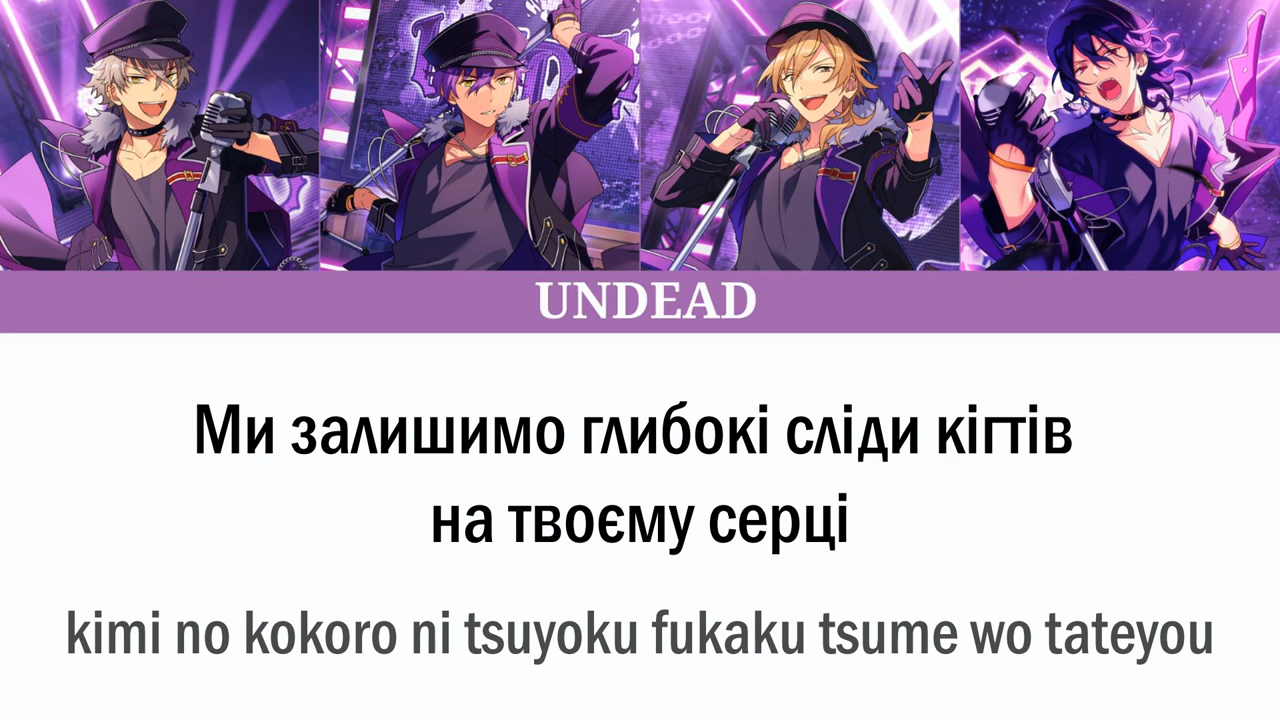 UNDEAD
Ми залишимо глибокі сліди кігтів
на твоєму серці
kimi no kokoro ni tsuyoku fukaku tsume wo tateyou